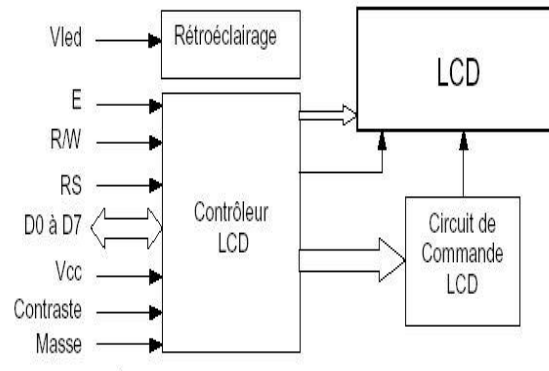 Vled
Rétroéclairage
LCD
E
R/W
RS
D0 à D7
Vcc
Contraste
Masse
Contrôleur
LCD
Circuit de
Commande
LCD